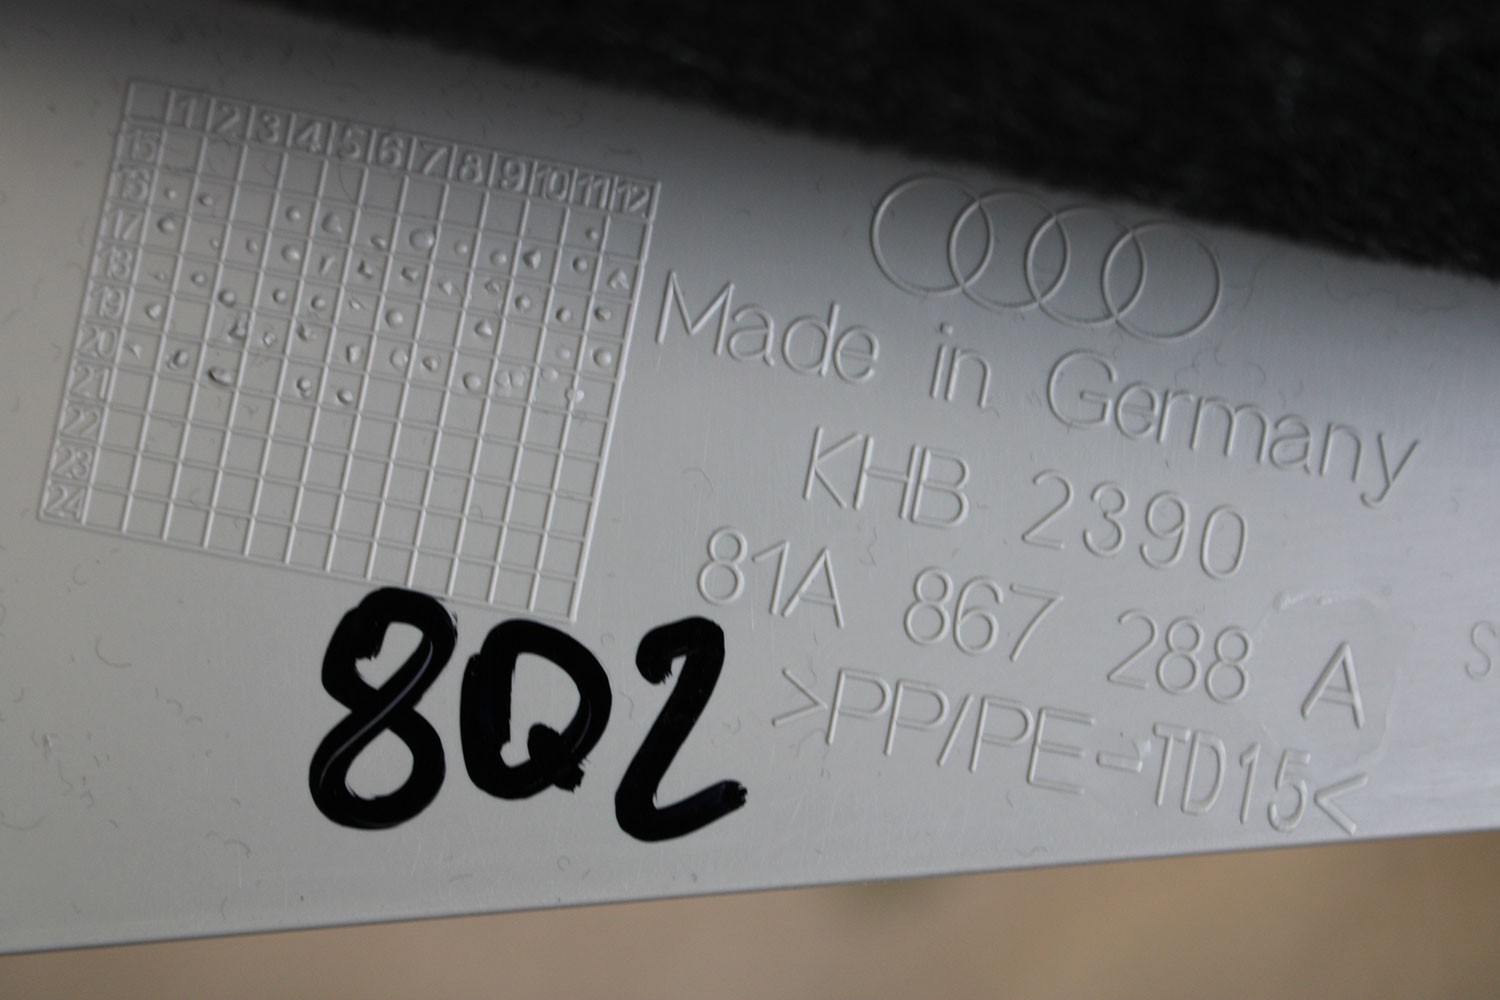 1 2 3 4 5 6 7 8 9 10 11 12
15
16
17
18
19
20
21
22
23
24
Made in Germany
KHB 2390
81A 867 288 A
>PP/PE-TD15<
8Q2
S